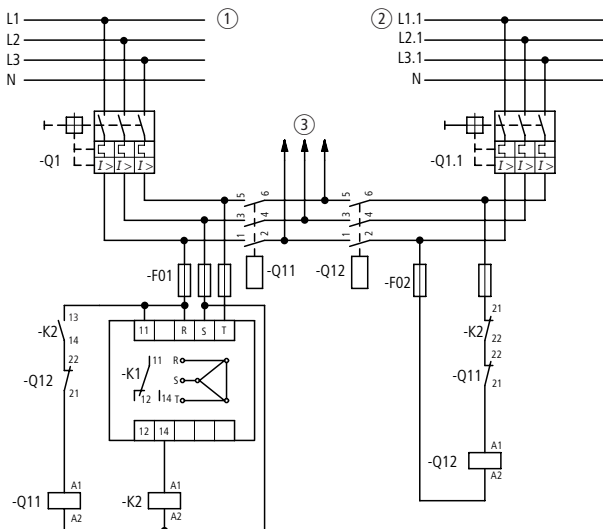 L1 ① ② L1.1
L2 L2.1
L3 L3.1
N N
③
-Q1 I> I> I> -Q1.1 I> I> I>
5 6 5 6
3 4 3 4
1 2 1 2
-F01 -Q11 -Q12 -F02
13 11 R S T 21
-K2 -K2
14 22
22 11 R 22
-Q12 -K1 S -Q11
21 12 14 T 21
12 14
A1
-Q12
A2
A1 A1
-Q11 -K2
A2 A2